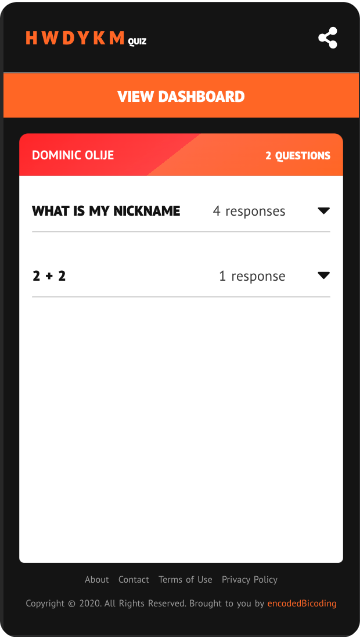 HWDYKM QUIZ
VIEW DASHBOARD
DOMINIC OLIJE 2 QUESTIONS
WHAT IS MY NICKNAME 4 responses
2 + 2 1 response
About Contact Terms of Use Privacy Policy
Copyright © 2020. All Rights Reserved. Brought to you by encodedBicoding